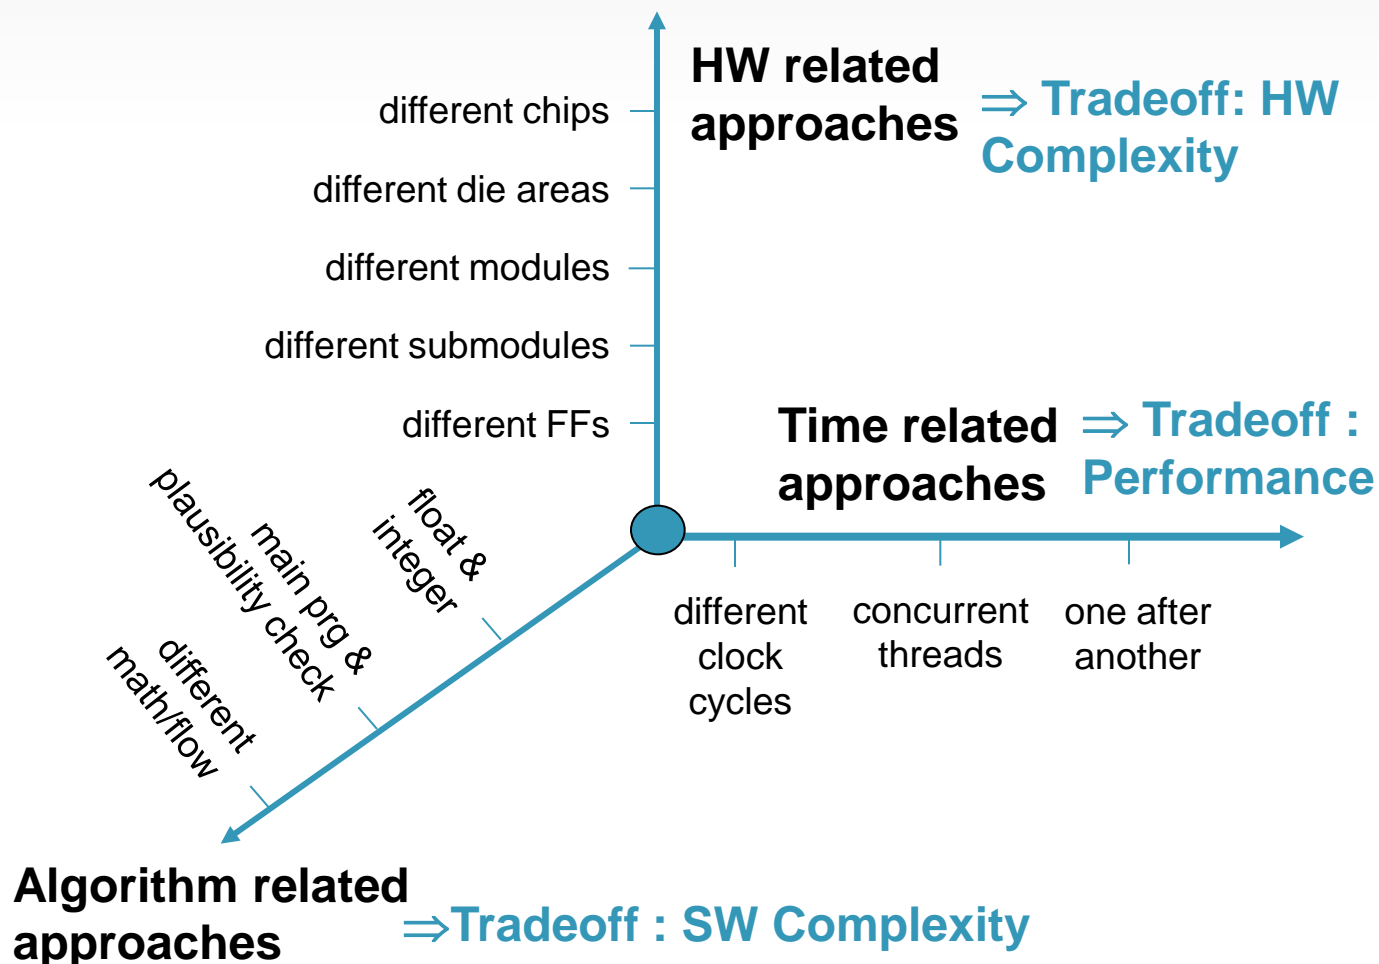 HW related
approaches
⇒ Tradeoff: HW
Complexity
different chips
different die areas
different modules
different submodules
different FFs
Time related
approaches
⇒ Tradeoff :
Performance
different
clock
cycles
concurrent
threads
one after
another
float &
integer
main prg &
plausibility check
different
math/flow
Algorithm related
approaches
⇒Tradeoff : SW Complexity